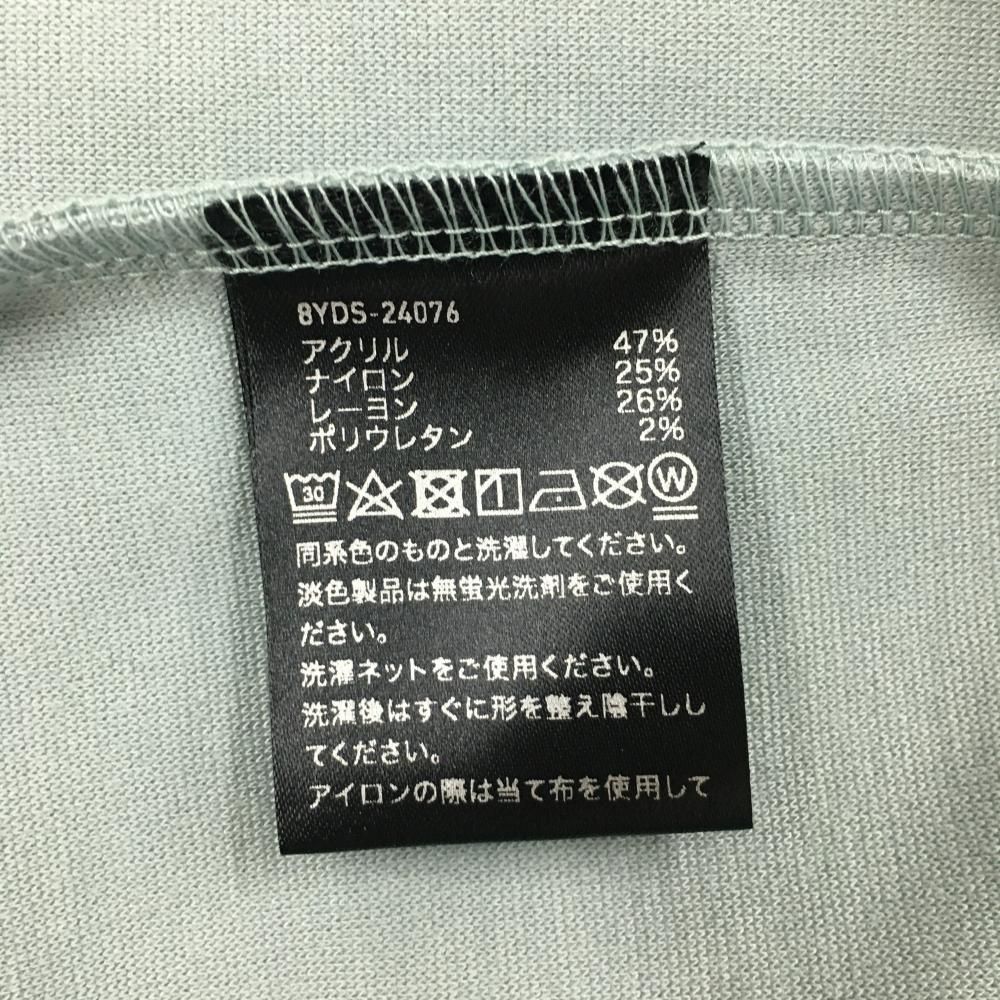 8YDS-24076
アクリル 47%
ナイロン 25%
レーヨン 26%
ポリウレタン 2%
30 W
同系色のものと洗濯してください。
淡色製品は無蛍光洗剤をご使用く
ださい。
洗濯ネットをご使用ください。
洗濯後はすぐに形を整え陰干しし
てください。
アイロンの際は当て布を使用して